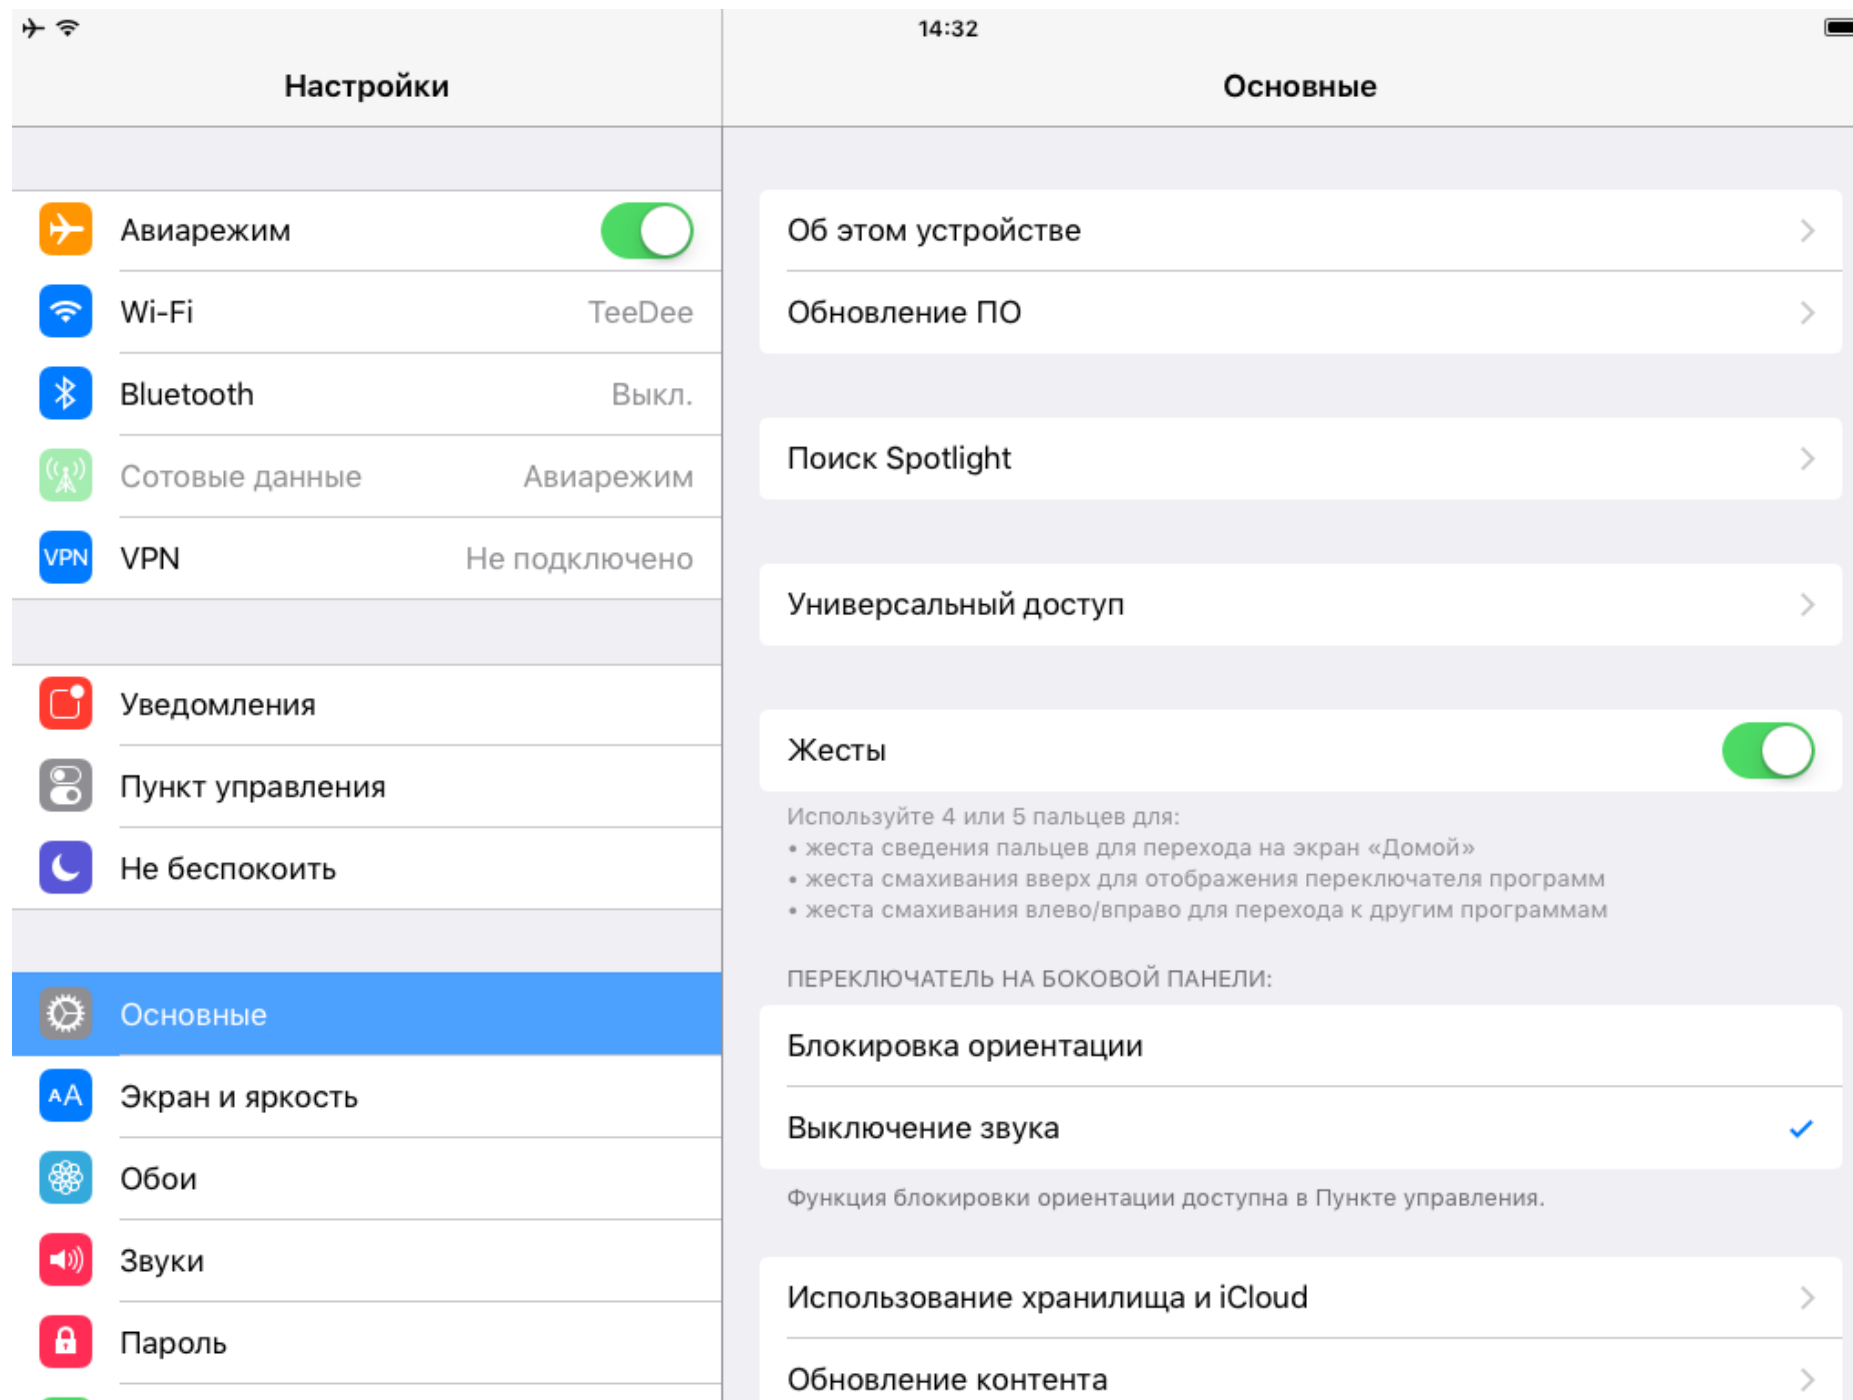 14:32
Настройки
Авиарежим
Wi-Fi TeeDee
Bluetooth Выкл.
Сотовые данные Авиарежим
VPN VPN Не подключено
Уведомления
Пункт управления
Не беспокоить
Основные
AA Экран и яркость
Обои
Звуки
Пароль
Основные
Об этом устройстве
Обновление ПО
Поиск Spotlight
Универсальный доступ
Жесты
Используйте 4 или 5 пальцев для:
• жеста сведения пальцев для перехода на экран «Домой»
• жеста смахивания вверх для отображения переключателя программ
• жеста смахивания влево/вправо для перехода к другим программам
ПЕРЕКЛЮЧАТЕЛЬ НА БОКОВОЙ ПАНЕЛИ:
Блокировка ориентации
Выключение звука
Функция блокировки ориентации доступна в Пункте управления.
Использование хранилища и iCloud
Обновление контента